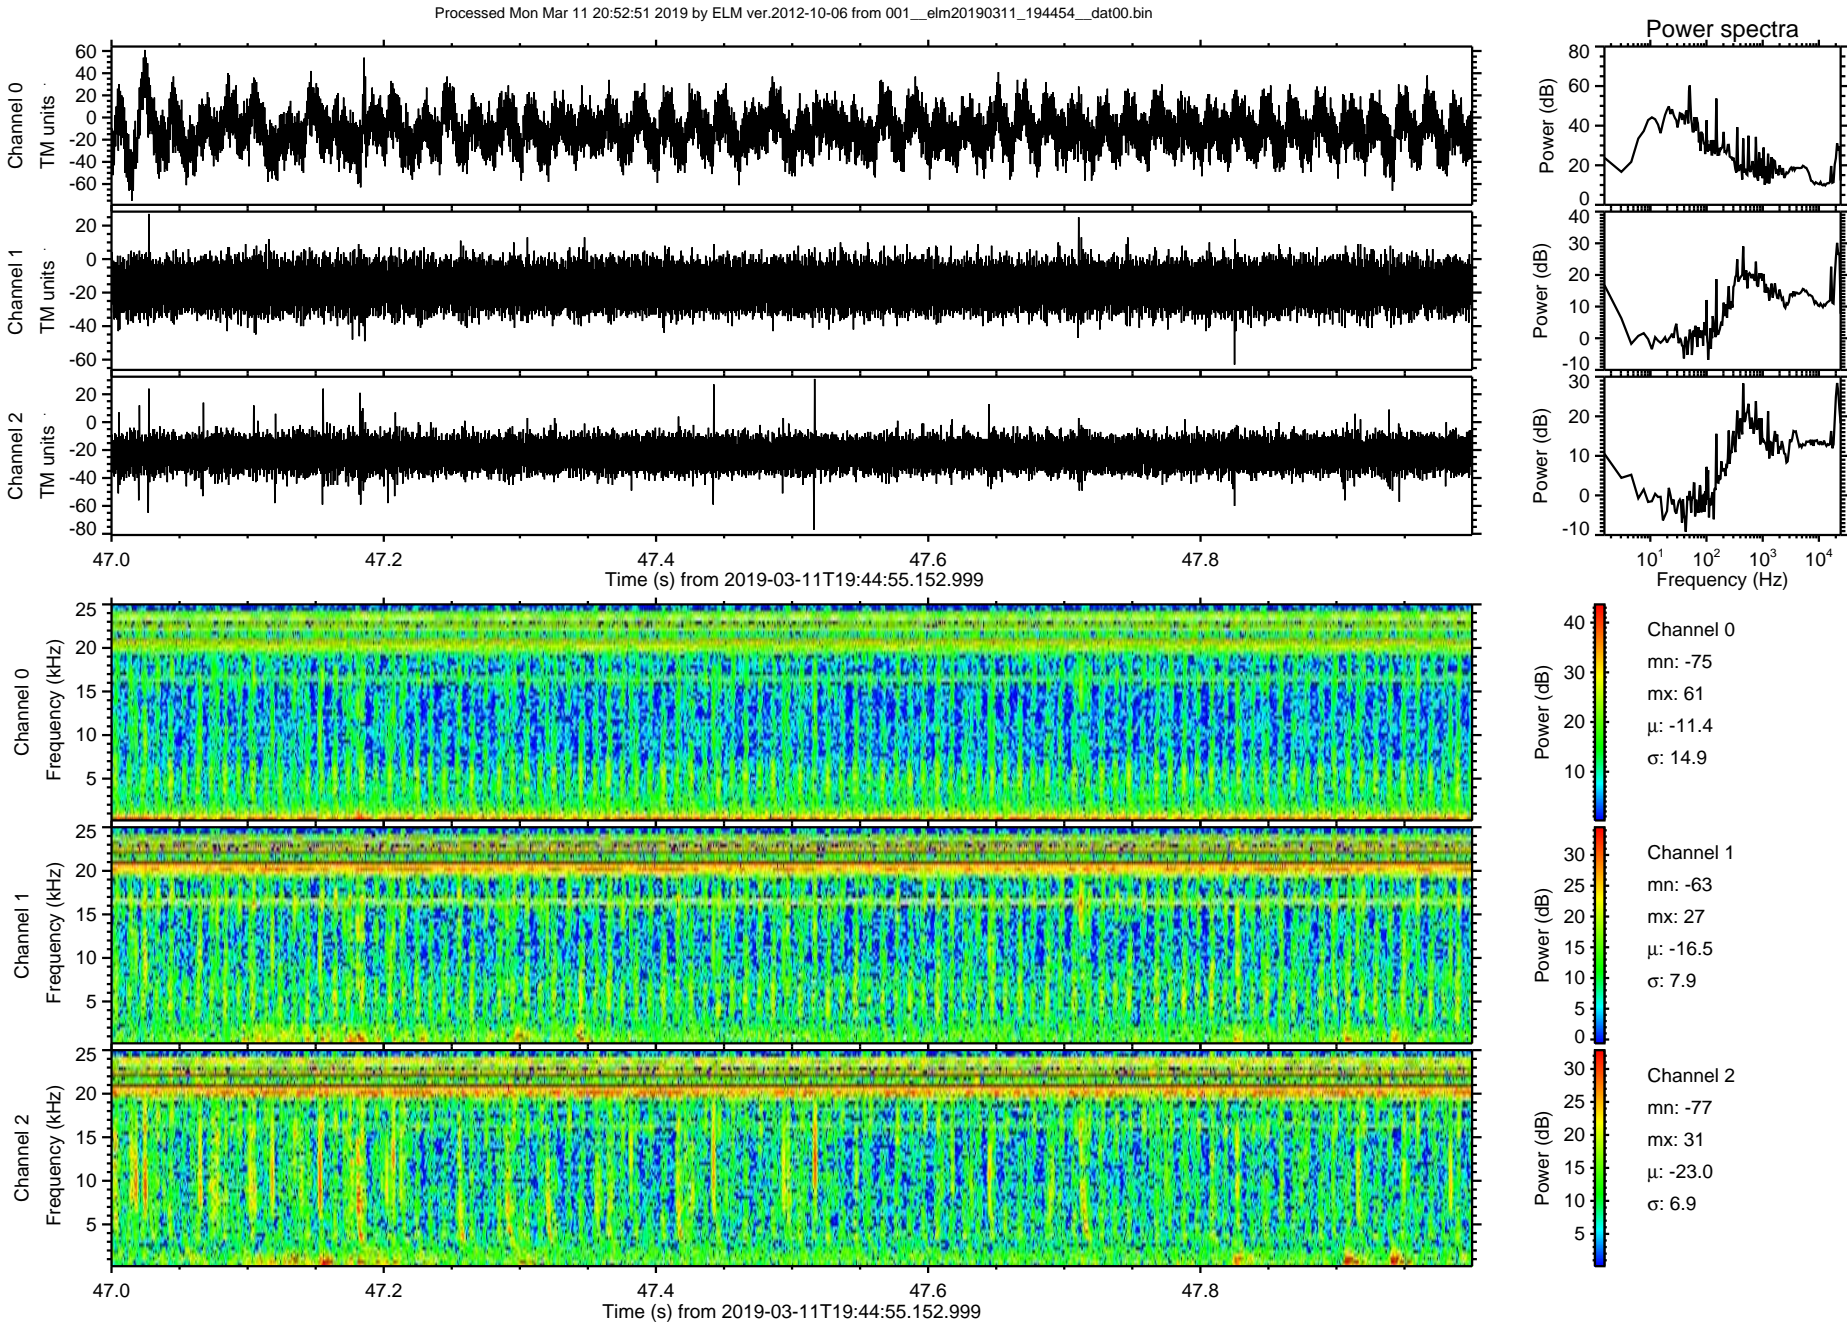 Processed Mon Mar 11 20:52:51 2019 by ELM ver.2012-10-06 from 001__elm20190311_194454__dat00.bin
Power spectra
Channel 0
TM units
60
40
20
0
-20
-40
-60
Power (dB)
80
60
40
20
0
Channel 1
TM units
20
0
-20
-40
-60
Power (dB)
40
30
20
10
0
-10
Channel 2
TM units
20
0
-20
-40
-60
-80
Power (dB)
30
20
10
0
-10
47.0 47.2 47.4 47.6 47.8
Time (s) from 2019-03-11T19:44:55.152.999
10^1 10^2 10^3 10^4
Frequency (Hz)
Channel 0
Frequency (kHz)
25
20
15
10
5
Power (dB)
40
30
20
10
Channel 0
mn: -75
mx: 61
μ: -11.4
σ: 14.9
Channel 1
Frequency (kHz)
25
20
15
10
5
Power (dB)
30
25
20
15
10
5
0
Channel 1
mn: -63
mx: 27
μ: -16.5
σ: 7.9
Channel 2
Frequency (kHz)
25
20
15
10
5
Power (dB)
30
25
20
15
10
5
Channel 2
mn: -77
mx: 31
μ: -23.0
σ: 6.9
47.0 47.2 47.4 47.6 47.8
Time (s) from 2019-03-11T19:44:55.152.999